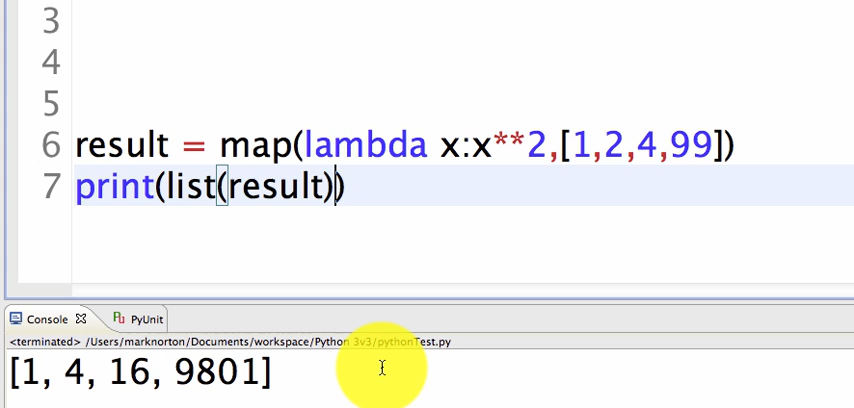 3
4
5
6 result = map(lambda x:x**2,[1,2,4,99])
7 print(list(result))
Console PyUnit
<terminated> /Users/marknorton/Documents/workspace/Python 3v3/pythonTest.py
[1, 4, 16, 9801]